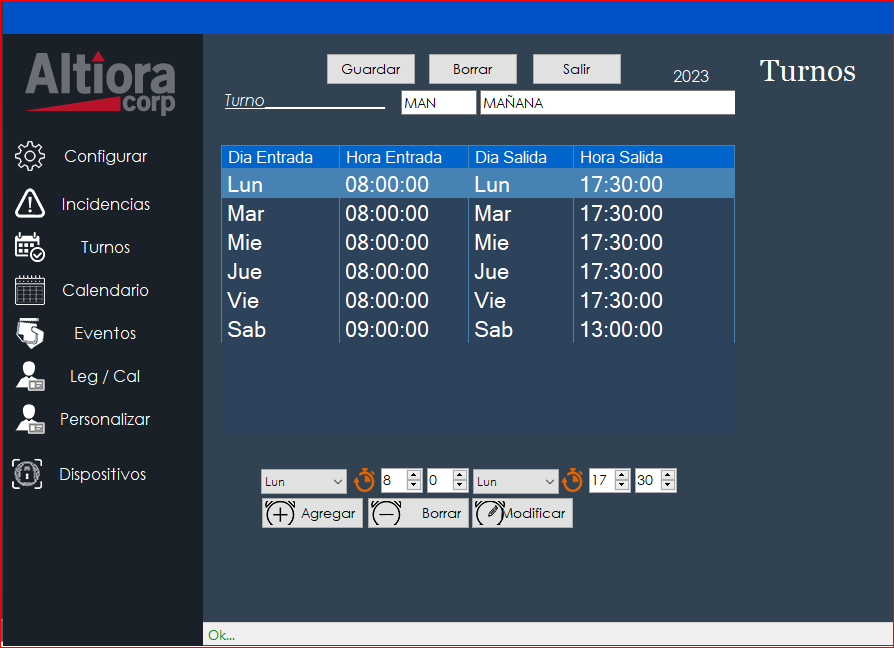 Altiora
corp
Configurar
Incidencias
Turnos
Calendario
Eventos
Leg / Cal
Personalizar
Dispositivos
Guardar Borrar Salir 2023 Turnos
Turno MAN MAÑANA
Dia Entrada Hora Entrada Dia Salida Hora Salida
Lun 08:00:00 Lun 17:30:00
Mar 08:00:00 Mar 17:30:00
Mie 08:00:00 Mie 17:30:00
Jue 08:00:00 Jue 17:30:00
Vie 08:00:00 Vie 17:30:00
Sab 09:00:00 Sab 13:00:00
Lun 8 0 Lun 17 30
Agregar Borrar Modificar
Ok...